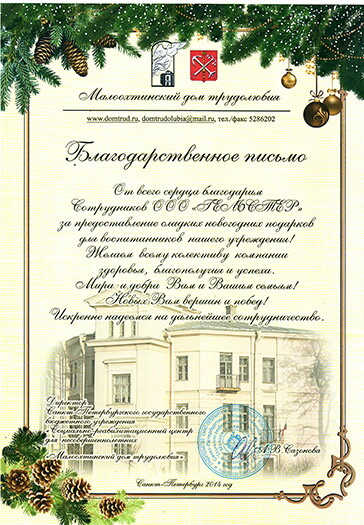 Малоохтинский дом трудолюбия
www.domtrud.ru, domtrudolubia@mail.ru, тел./факс 5286202
Благодарственное письмо
От всего сердца благодарим
Сотрудников ООО «ГЕЛЬСТЕР»
за предоставление сладких новогодних подарков
для воспитанников нашего учреждения!
Желаем всему колективу компании
здоровья, благополучия и успеха.
Мира и добра Вам и Вашим семьям!
Новых Вам вершин и побед!
Искренне надеемся на дальнейшее сотрудничество.
Директор
Санкт-Петербургского государственного
бюджетного учреждения
«Социально-реабилитационный центр
для несовершеннолетних
«Малоохтинский дом трудолюбия»
Л.В.Сазонова
Санкт-Петербург 2014 год